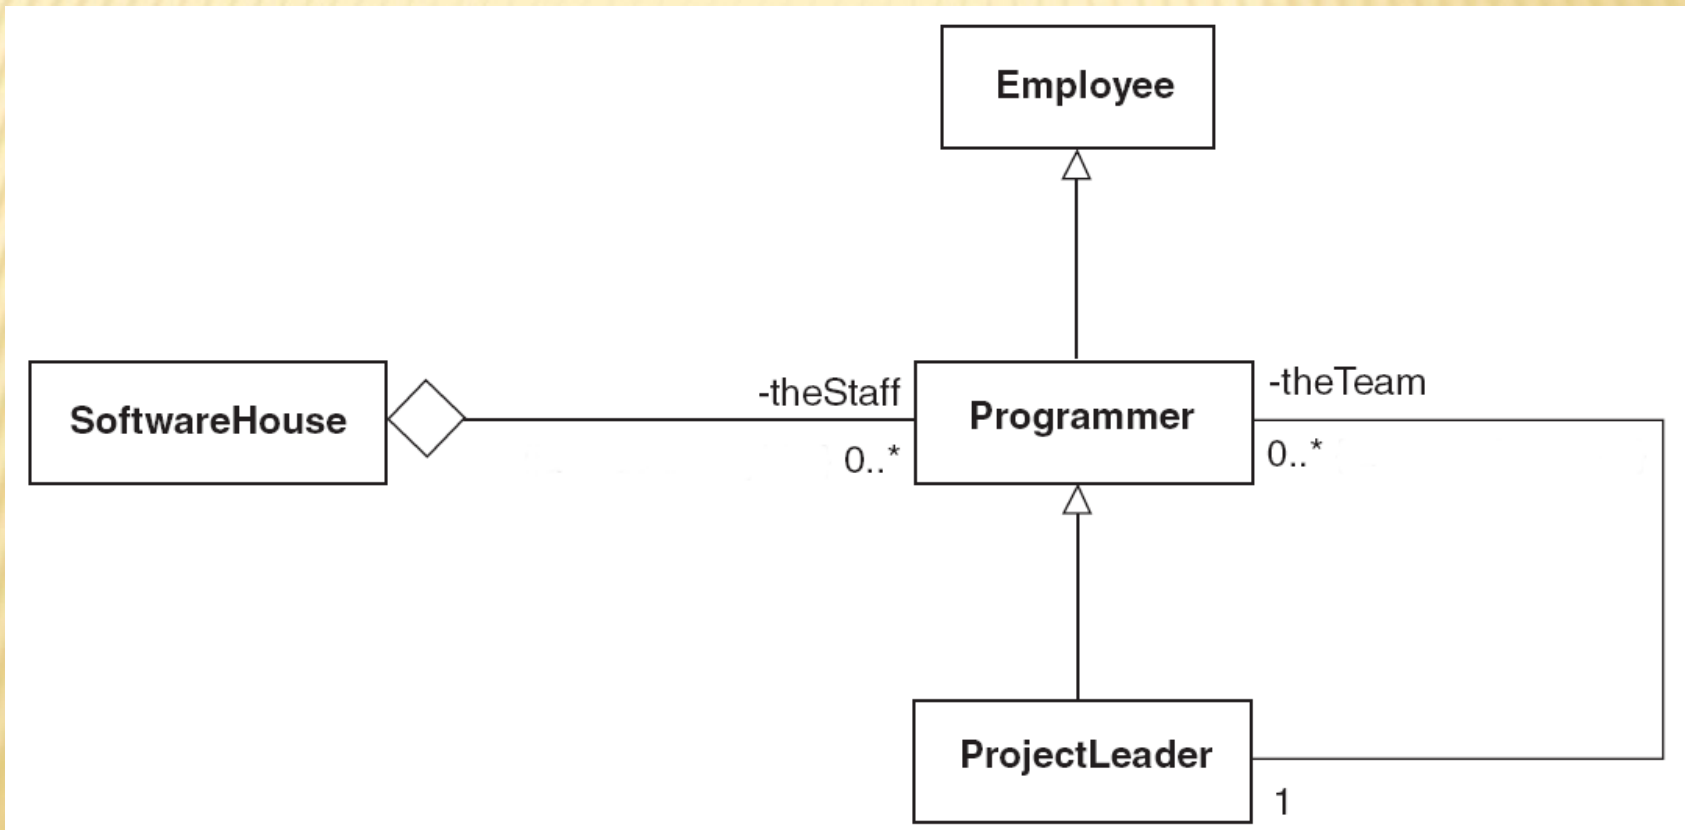 Employee
SoftwareHouse
-theStaff
0..*
Programmer
-theTeam
0..*
ProjectLeader
1